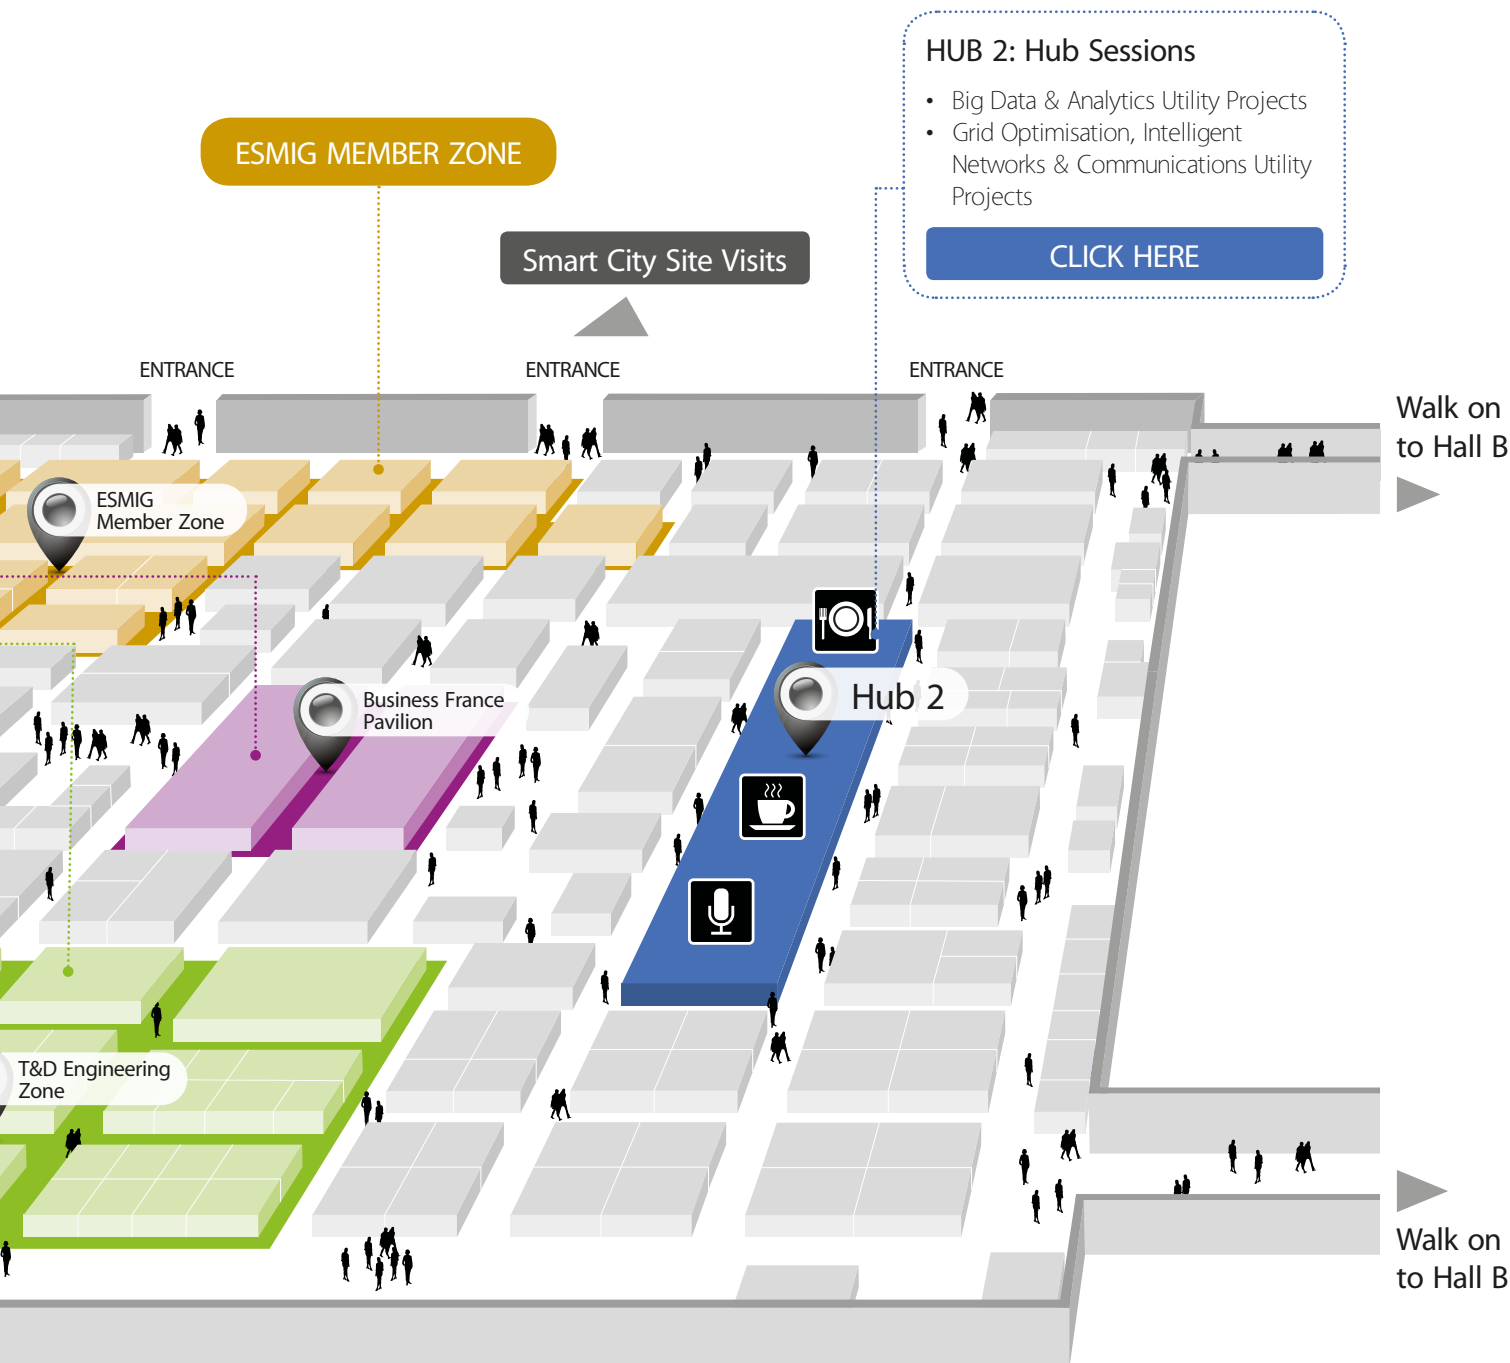 HUB 2: Hub Sessions
• Big Data & Analytics Utility Projects
• Grid Optimisation, Intelligent
Networks & Communications Utility
Projects
CLICK HERE
ESMIG MEMBER ZONE
Smart City Site Visits
ENTRANCE
ENTRANCE
ENTRANCE
Walk on
to Hall B
ESMIG
Member Zone
Business France
Pavilion
Hub 2
T&D Engineering
Zone
Walk on
to Hall B